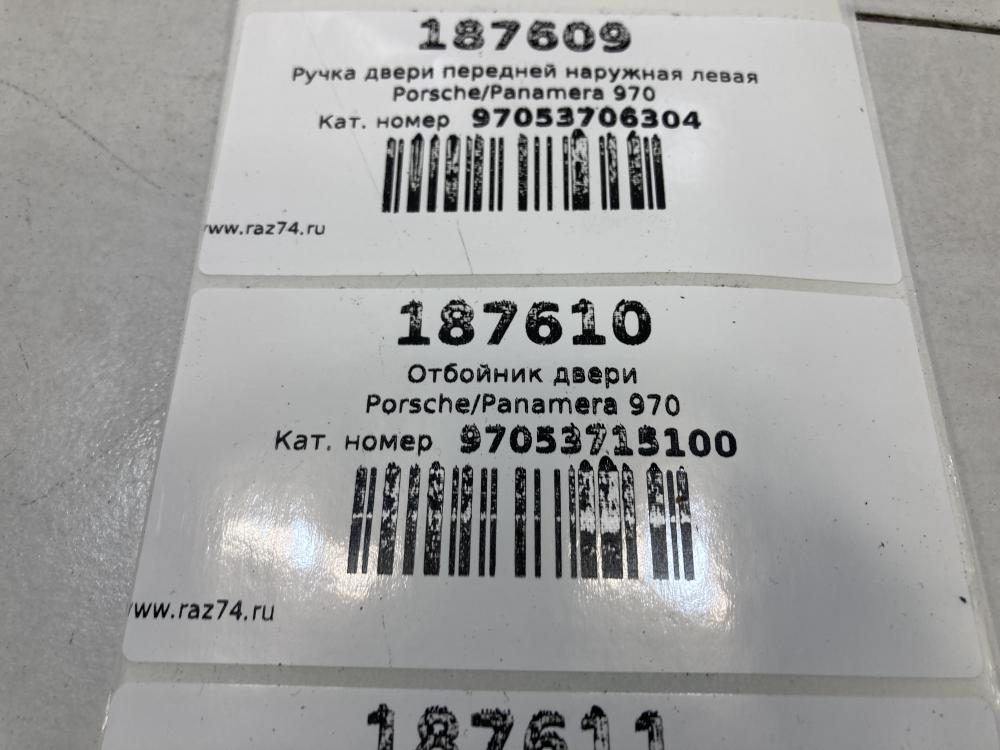 187609
Ручка двери передней наружная левая
Porsche/Panamera 970
Кат. номер 97053706304
www.raz74.ru
187610
Отбойник двери
Porsche/Panamera 970
Кат. номер 97053715100
www.raz74.ru
187611